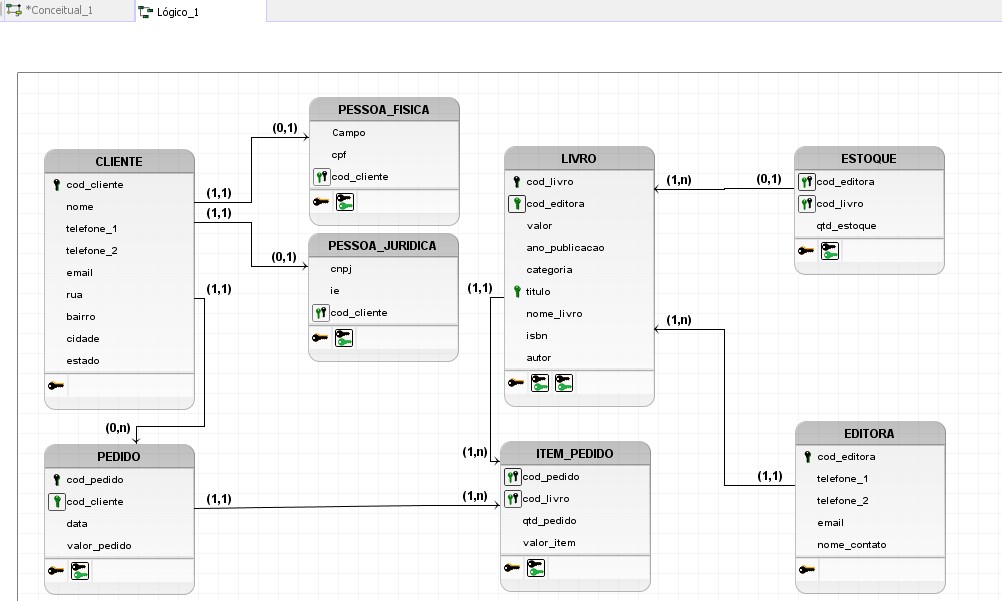 *Conceitual_1
Lógico_1
CLIENTE
cod_cliente
nome
telefone_1
telefone_2
email
rua
bairro
cidade
estado
(1,1)
(1,1)
(1,1)
(0,1)
PESSOA_FISICA
Campo
cpf
cod_cliente
(0,1)
PESSOA_JURIDICA
cnpj
ie
cod_cliente
LIVRO
cod_livro
cod_editora
valor
ano_publicacao
categoria
titulo
nome_livro
isbn
autor
(1,n)
(0,1)
ESTOQUE
cod_editora
cod_livro
qtd_estoque
(1,1)
(1,n)
(0,n)
PEDIDO
cod_pedido
cod_cliente
data
valor_pedido
(1,1)
(1,n)
(1,n)
ITEM_PEDIDO
cod_pedido
cod_livro
qtd_pedido
valor_item
(1,1)
EDITORA
cod_editora
telefone_1
telefone_2
email
nome_contato